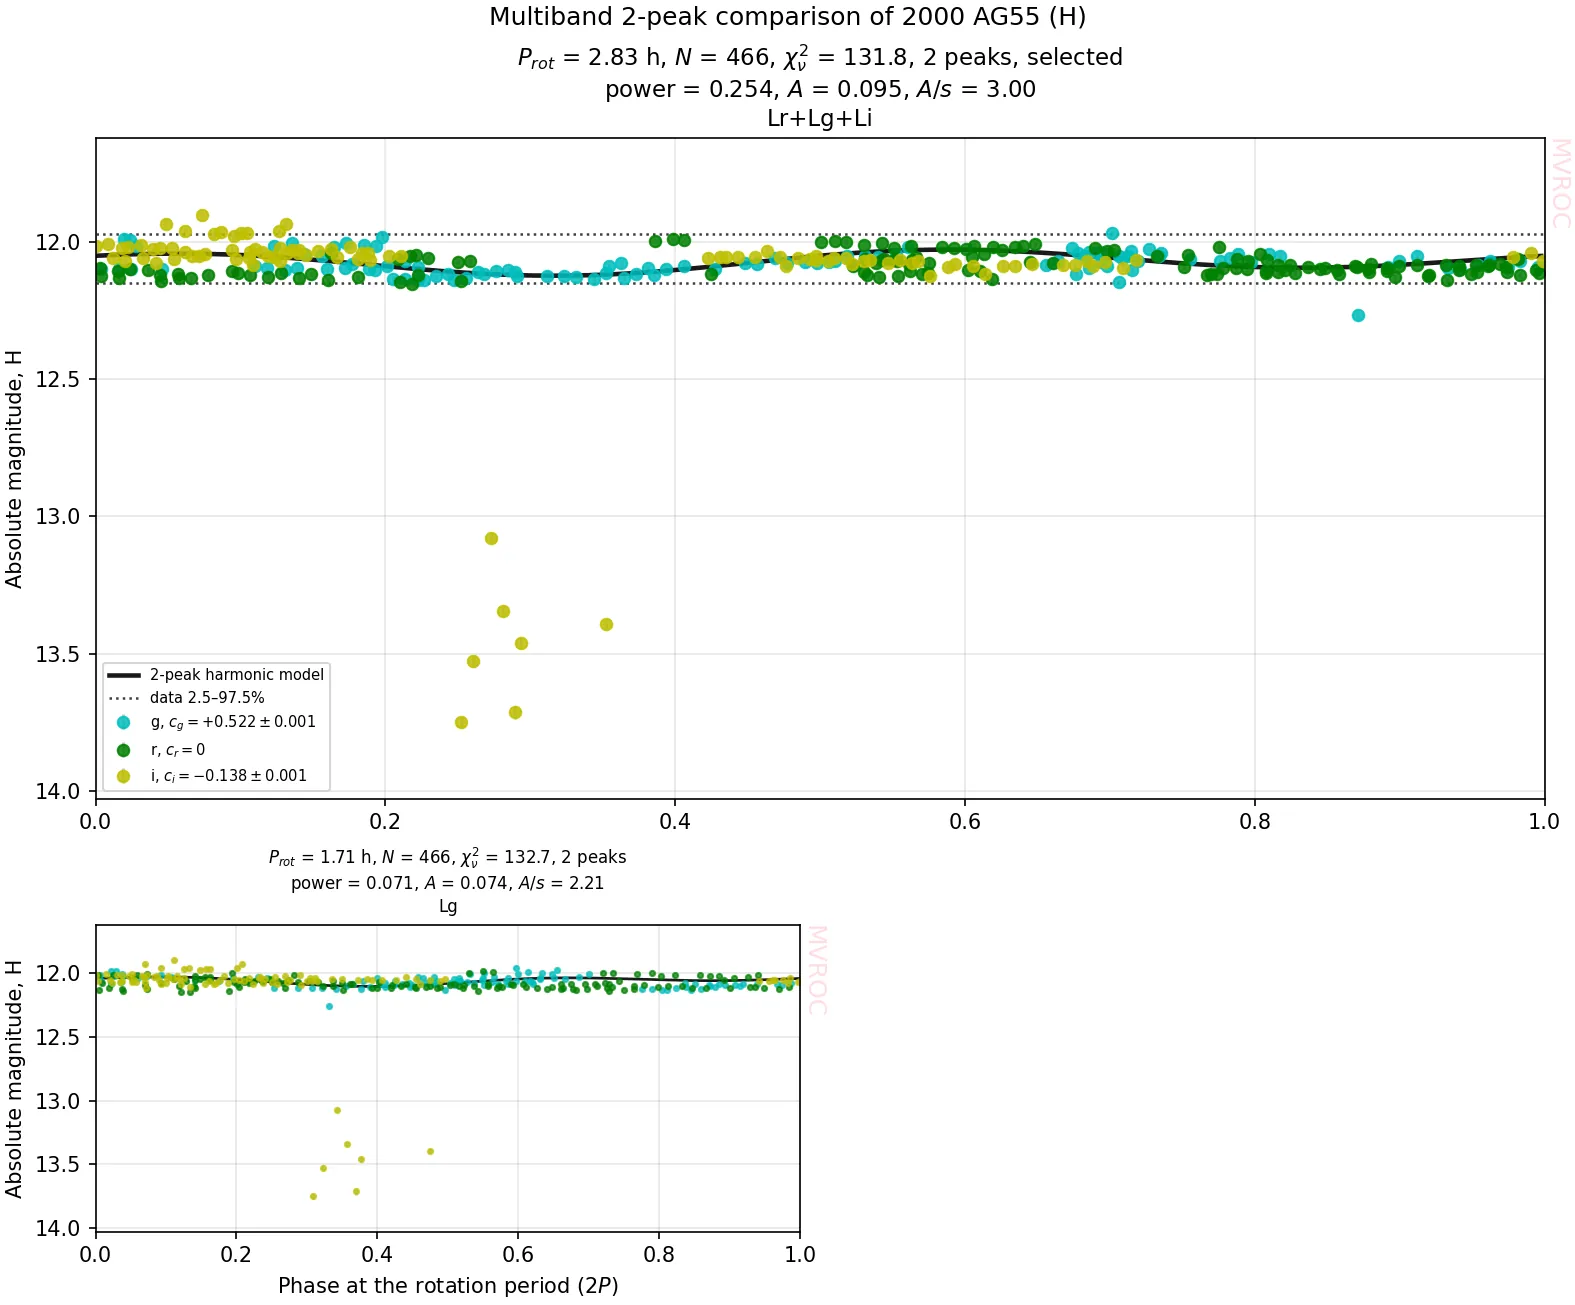 Multiband 2-peak comparison of 2000 AG55 (H)
P_rot = 2.83 h, N = 466, χ²_ν = 131.8, 2 peaks, selected
power = 0.254, A = 0.095, A/s = 3.00
Lr+Lg+Li
MVROC
Absolute magnitude, H
12.0
12.5
13.0
13.5
14.0
2-peak harmonic model
data 2.5–97.5%
g, c_g = +0.522 ± 0.001
r, c_r = 0
i, c_i = −0.138 ± 0.001
0.0 0.2 0.4 0.6 0.8 1.0
P_rot = 1.71 h, N = 466, χ²_ν = 132.7, 2 peaks
power = 0.071, A = 0.074, A/s = 2.21
Lg
MVROC
Absolute magnitude, H
12.0
12.5
13.0
13.5
14.0
0.0 0.2 0.4 0.6 0.8 1.0
Phase at the rotation period (2P)